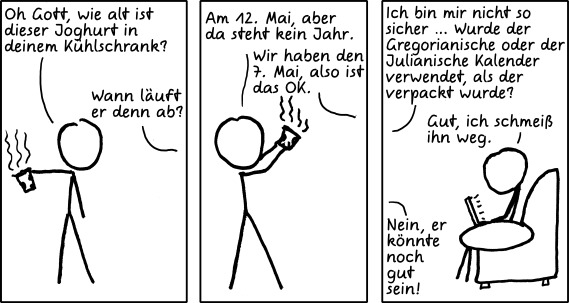 Oh Gott, wie alt ist
dieser Joghurt in
deinem Kühlschrank?
Wann läuft
er denn ab?
Am 12. Mai, aber
da steht kein Jahr.
Wir haben den
7. Mai, also ist
das OK.
Ich bin mir nicht so
sicher ... Wurde der
Gregorianische oder der
Julianische Kalender
verwendet, als der
verpackt wurde?
Gut, ich schmeiß
ihn weg.
Nein, er
könnte
noch
gut
sein!